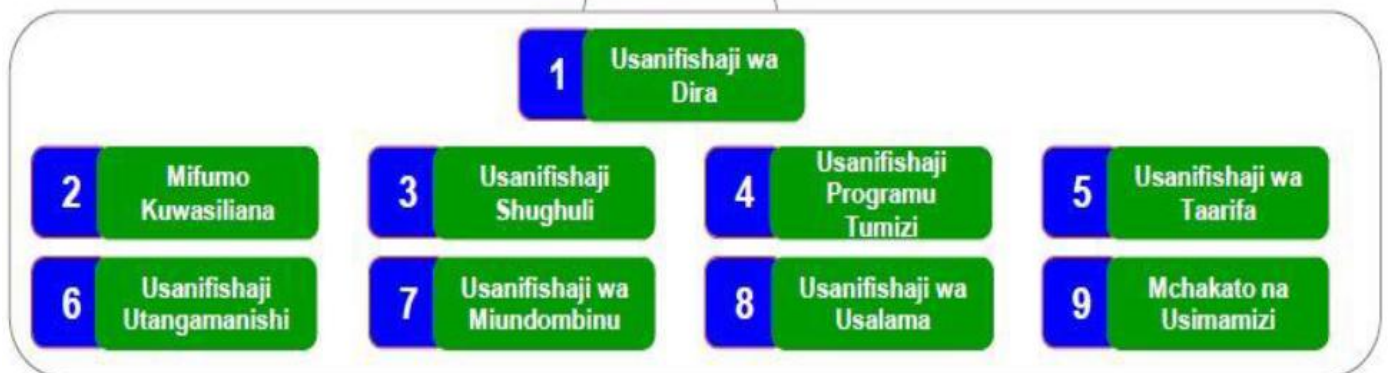 1
Usanifishaji wa
Dira
2
Mifumo
Kuwasiliana
3
Usanifishaji
Shughuli
4
Usanifishaji
Programu
Tumizi
5
Usanifishaji wa
Taarifa
6
Usanifishaji
Utangamanishi
7
Usanifishaji wa
Miundombinu
8
Usanifishaji wa
Usalama
9
Mchakato na
Usimamizi